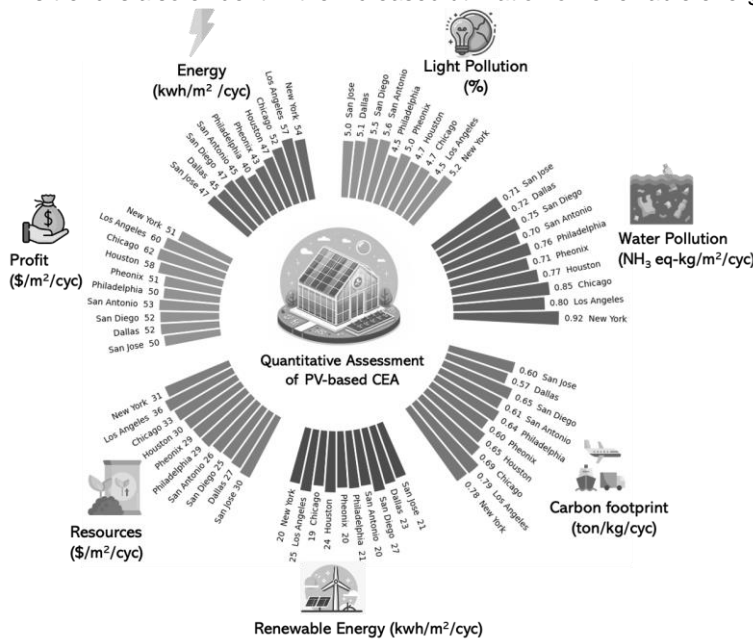 Energy
(kwh/m² /cyc)
San Jose 47
Dallas 45
San Diego 47
San Antonio 45
Philadelphia 40
Pheonix 43
Houston 47
Chicago 52
Los Angeles 57
New York 54
Light Pollution
(%)
5.0 San Jose
5.1 Dallas
5.5 San Diego
5.6 San Antonio
4.5 Philadelphia
5.0 Pheonix
4.7 Houston
4.7 Chicago
4.5 Los Angeles
5.2 New York
Water Pollution
(NH₃ eq-kg/m²/cyc)
0.71 San Jose
0.72 Dallas
0.75 San Diego
0.70 San Antonio
0.76 Philadelphia
0.71 Pheonix
0.77 Houston
0.85 Chicago
0.80 Los Angeles
0.92 New York
Profit
($/m²/cyc)
New York 51
Los Angeles 60
Chicago 62
Houston 58
Pheonix 51
Philadelphia 50
San Antonio 53
San Diego 52
Dallas 52
San Jose 50
Quantitative Assessment
of PV-based CEA
Carbon footprint
(ton/kg/cyc)
0.60 San Jose
0.57 Dallas
0.65 San Diego
0.61 San Antonio
0.64 Philadelphia
0.60 Pheonix
0.65 Houston
0.69 Chicago
0.79 Los Angeles
0.78 New York
Resources
($/m²/cyc)
New York 31
Los Angeles 36
Chicago 33
Houston 30
Pheonix 29
Philadelphia 29
San Antonio 26
San Diego 25
Dallas 27
San Jose 30
20 New York
25 Los Angeles
19 Chicago
24 Houston
20 Pheonix
21 Philadelphia
20 San Antonio
27 San Diego
23 Dallas
21 San Jose
Renewable Energy (kwh/m²/cyc)